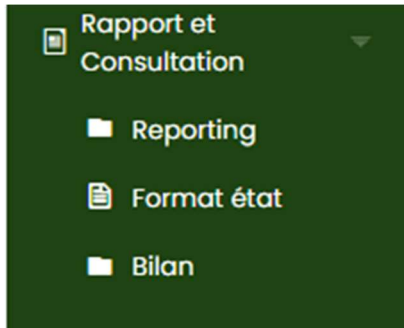 Rapport et
Consultation
Reporting
Format état
Bilan